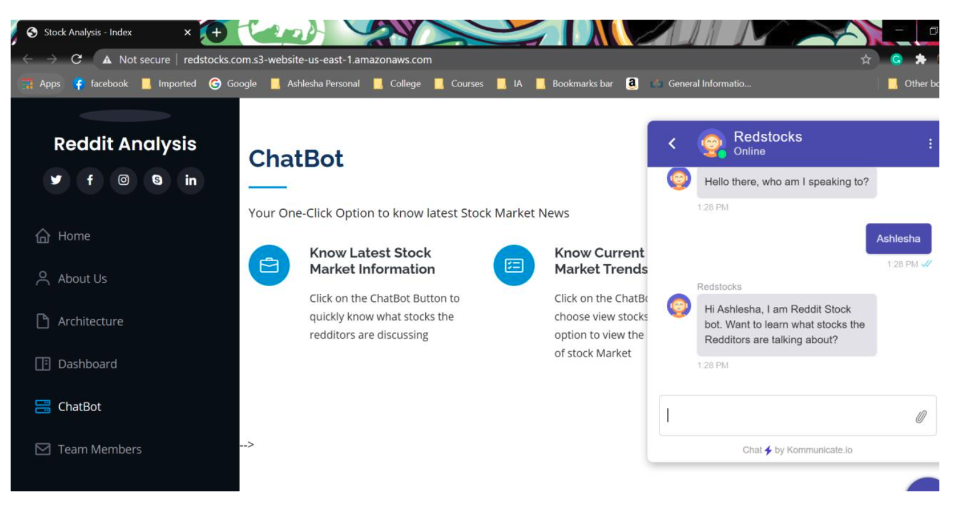 Stock Analysis - Index
Not secure | redstocks.com.s3-website-us-east-1.amazonaws.com
Apps facebook Imported Google Ashlesha Personal College Courses IA Bookmarks bar a General Informatio... Other bo
Reddit Analysis
Home
About Us
Architecture
Dashboard
ChatBot
Team Members
ChatBot
Your One-Click Option to know latest Stock Market News
Know Latest Stock
Market Information
Click on the ChatBot Button to
quickly know what stocks the
redditors are discussing
Know Current
Market Trends
Click on the ChatBo
choose view stocks
option to view the
of stock Market
-->
Redstocks
Online
Hello there, who am I speaking to?
1:28 PM
Ashlesha
1:28 PM
Redstocks
Hi Ashlesha, I am Reddit Stock
bot. Want to learn what stocks the
Redditors are talking about?
1:28 PM
Chat by Kommunicate.io